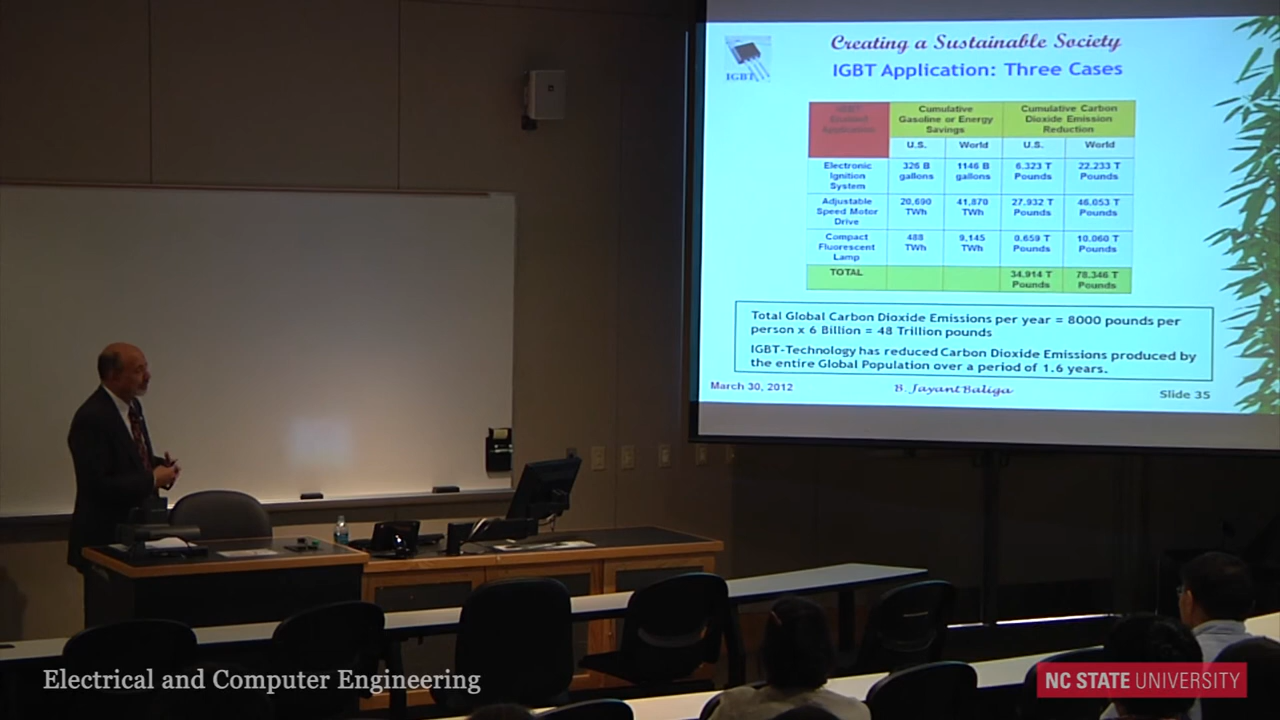 Creating a Sustainable Society
IGBT
IGBT Application: Three Cases
Cumulative Gasoline or Energy Savings
Cumulative Carbon Dioxide Emission Reduction
U.S. World U.S. World
Electronic Ignition System 326 B gallons 1146 B gallons 6.323 T Pounds 22.233 T Pounds
Adjustable Speed Motor Drive 20,690 TWh 41,870 TWh 27.932 T Pounds 46.053 T Pounds
Compact Fluorescent Lamp 488 TWh 9,145 TWh 0.659 T Pounds 10.060 T Pounds
TOTAL 34.914 T Pounds 78.346 T Pounds
Total Global Carbon Dioxide Emissions per year = 8000 pounds per
person x 6 Billion = 48 Trillion pounds
IGBT-Technology has reduced Carbon Dioxide Emissions produced by
the entire Global Population over a period of 1.6 years.
March 30, 2012 B. Jayant Baliga Slide 35
Electrical and Computer Engineering
NC STATE UNIVERSITY